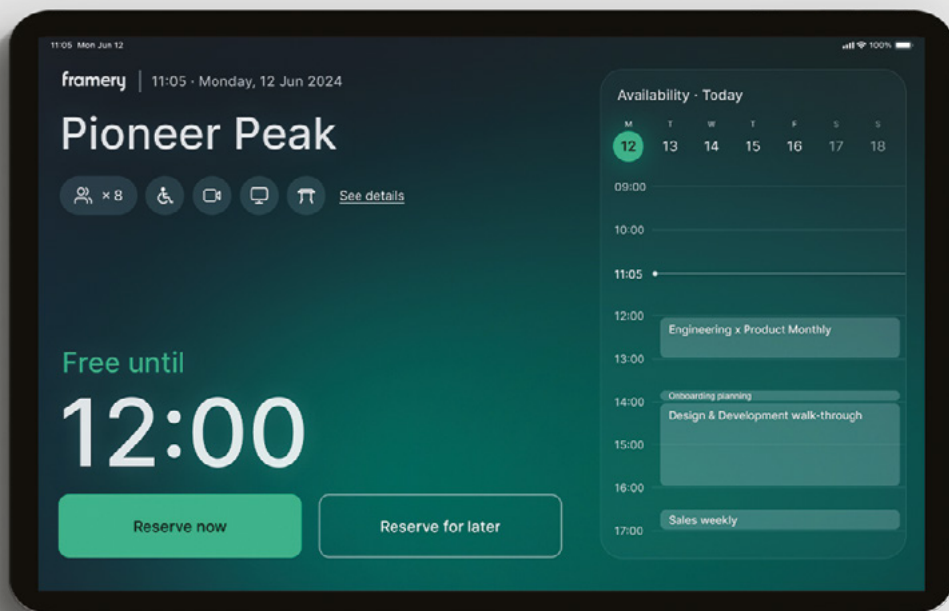 11:05 Mon Jun 12
100%
framery
11:05 · Monday, 12 Jun 2024
Pioneer Peak
× 8
See details
Free until
12:00
Reserve now
Reserve for later
Availability · Today
M T W T F S S
12 13 14 15 16 17 18
09:00
10:00
11:05
12:00
Engineering x Product Monthly
13:00
Onboarding planning
14:00
Design & Development walk-through
15:00
16:00
Sales weekly
17:00